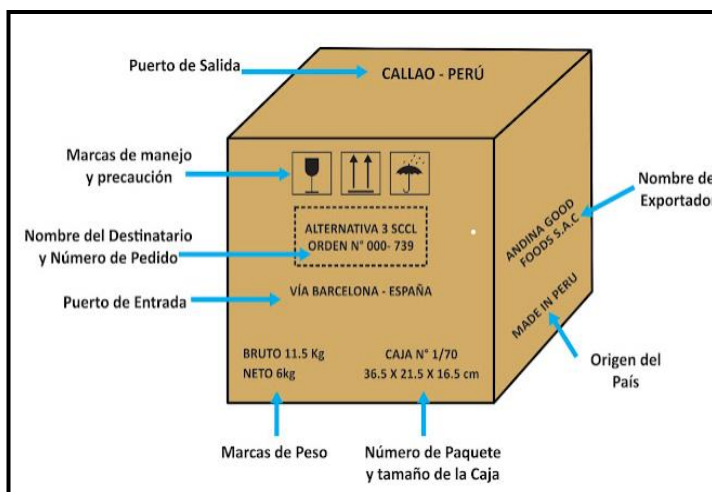 Puerto de Salida
CALLAO - PERÚ
Marcas de manejo
y precaución
Nombre del Destinatario
y Número de Pedido
ALTERNATIVA 3 SCCL
ORDEN N° 000- 739
Puerto de Entrada
VÍA BARCELONA - ESPAÑA
BRUTO 11.5 Kg
NETO 6kg
CAJA N° 1/70
36.5 X 21.5 X 16.5 cm
Nombre de
Exportador
ANDINA GOOD
FOODS S.A.C
MADE IN PERU
Origen del
País
Marcas de Peso
Número de Paquete
y tamaño de la Caja